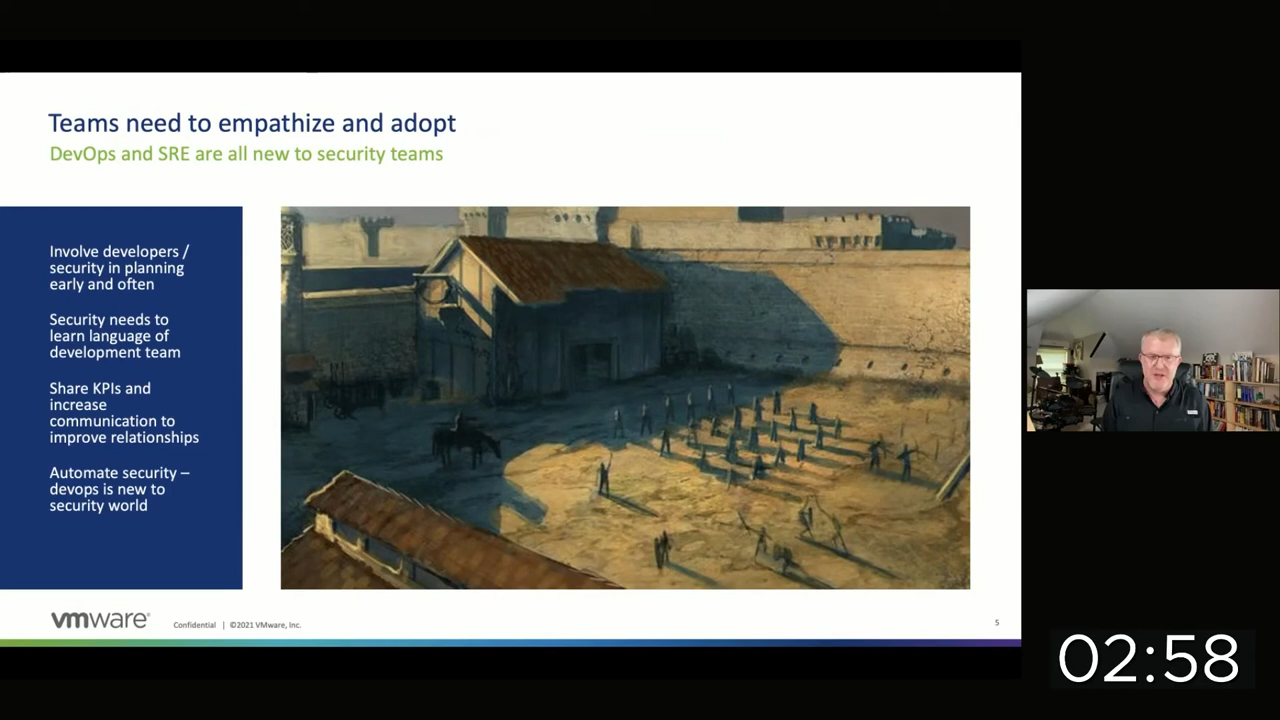 Teams need to empathize and adopt
DevOps and SRE are all new to security teams
Involve developers /
security in planning
early and often
Security needs to
learn language of
development team
Share KPIs and
increase
communication to
improve relationships
Automate security –
devops is new to
security world
vmware®
Confidential | ©2021 VMware, Inc.
5
02:58